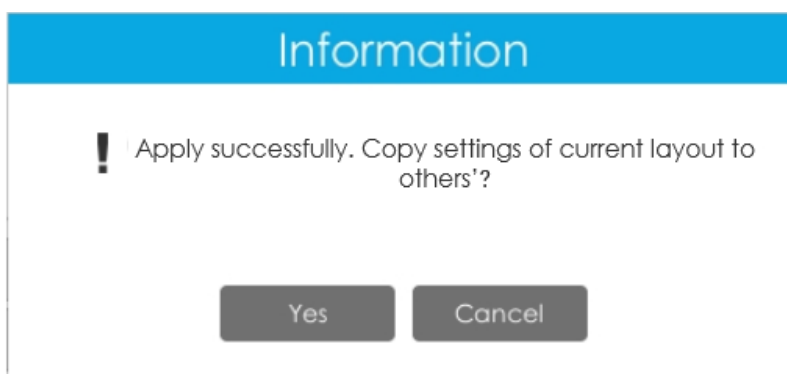 Information
! Apply successfully. Copy settings of current layout to
others'?
Yes
Cancel